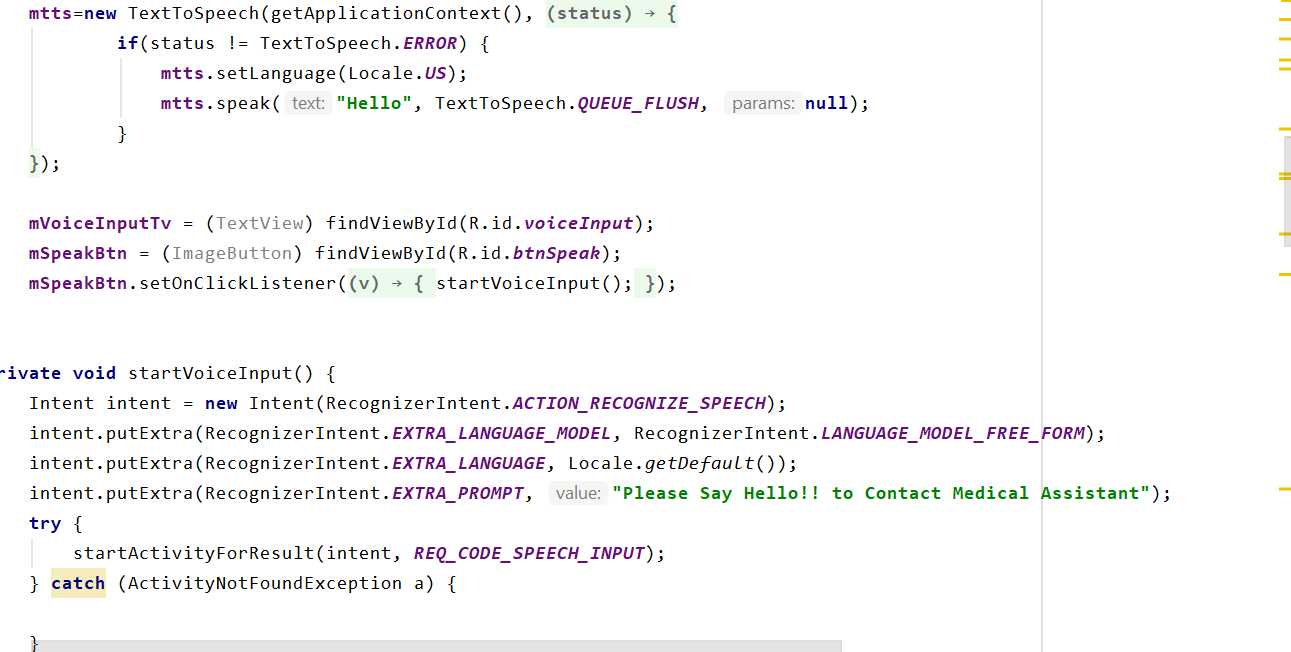 mtts=new TextToSpeech(getApplicationContext(), (status) → {
if(status != TextToSpeech.ERROR) {
mtts.setLanguage(Locale.US);
mtts.speak( text: "Hello", TextToSpeech.QUEUE_FLUSH, params: null);
}
});
mVoiceInputTv = (TextView) findViewById(R.id.voiceInput);
mSpeakBtn = (ImageButton) findViewById(R.id.btnSpeak);
mSpeakBtn.setOnClickListener((v) → { startVoiceInput(); });
rivate void startVoiceInput() {
Intent intent = new Intent(RecognizerIntent.ACTION_RECOGNIZE_SPEECH);
intent.putExtra(RecognizerIntent.EXTRA_LANGUAGE_MODEL, RecognizerIntent.LANGUAGE_MODEL_FREE_FORM);
intent.putExtra(RecognizerIntent.EXTRA_LANGUAGE, Locale.getDefault());
intent.putExtra(RecognizerIntent.EXTRA_PROMPT, value: "Please Say Hello!! to Contact Medical Assistant");
try {
startActivityForResult(intent, REQ_CODE_SPEECH_INPUT);
} catch (ActivityNotFoundException a) {
}